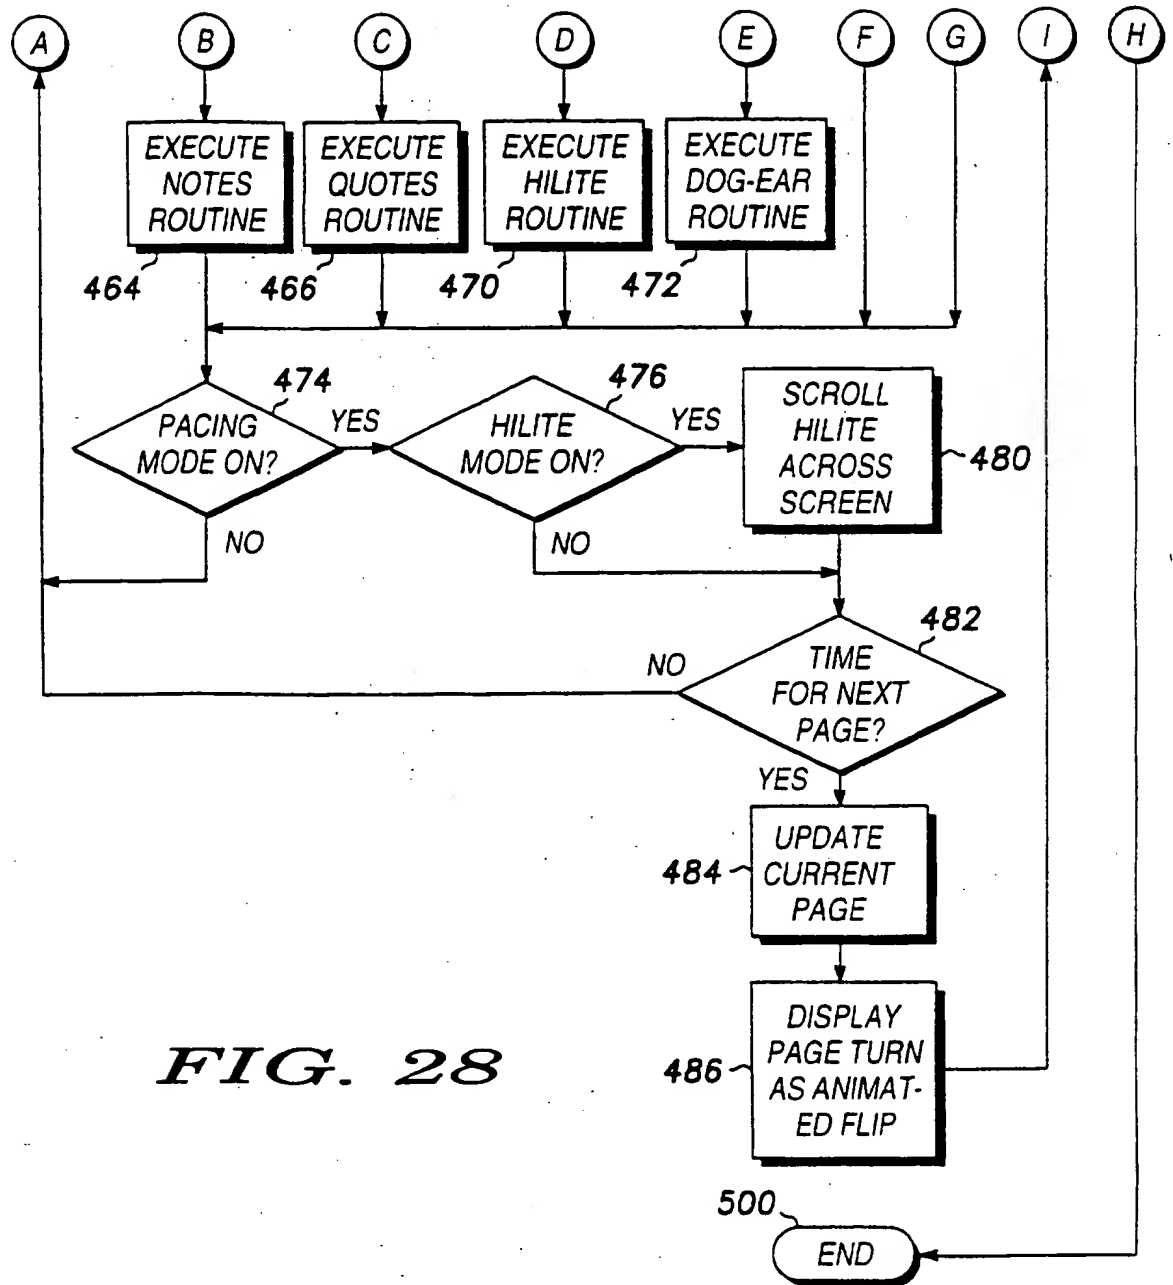 A B C D E F G I H
EXECUTE
NOTES
ROUTINE
464
EXECUTE
QUOTES
ROUTINE
466
EXECUTE
HILITE
ROUTINE
470
EXECUTE
DOG-EAR
ROUTINE
472
PACING
MODE ON?
474
YES
NO
HILITE
MODE ON?
476
YES
NO
SCROLL
HILITE
ACROSS
SCREEN
480
TIME
FOR NEXT
PAGE?
482
NO
YES
UPDATE
CURRENT
PAGE
484
DISPLAY
PAGE TURN
AS ANIMAT-
ED FLIP
486
FIG. 28
500
END